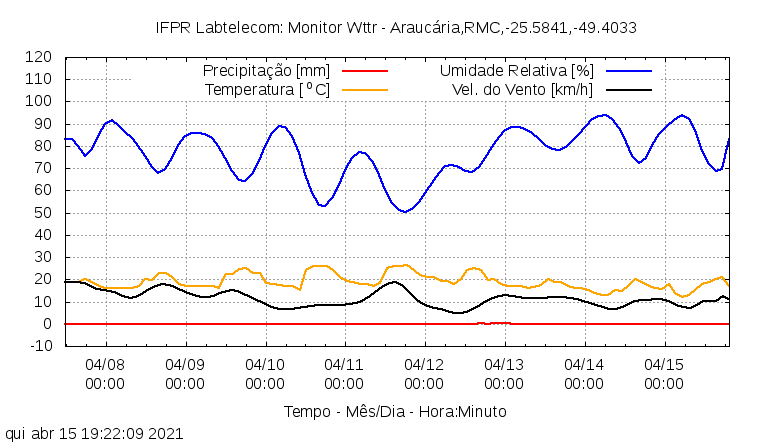 IFPR Labtelecom: Monitor Wttr - Araucária,RMC,-25.5841,-49.4033
Precipitação [mm]
Temperatura [ ⁰C]
Umidade Relativa [%]
Vel. do Vento [km/h]
120
110
100
90
80
70
60
50
40
30
20
10
0
-10
04/08 04/09 04/10 04/11 04/12 04/13 04/14 04/15
00:00 00:00 00:00 00:00 00:00 00:00 00:00 00:00
Tempo - Mês/Dia - Hora:Minuto
qui abr 15 19:22:09 2021